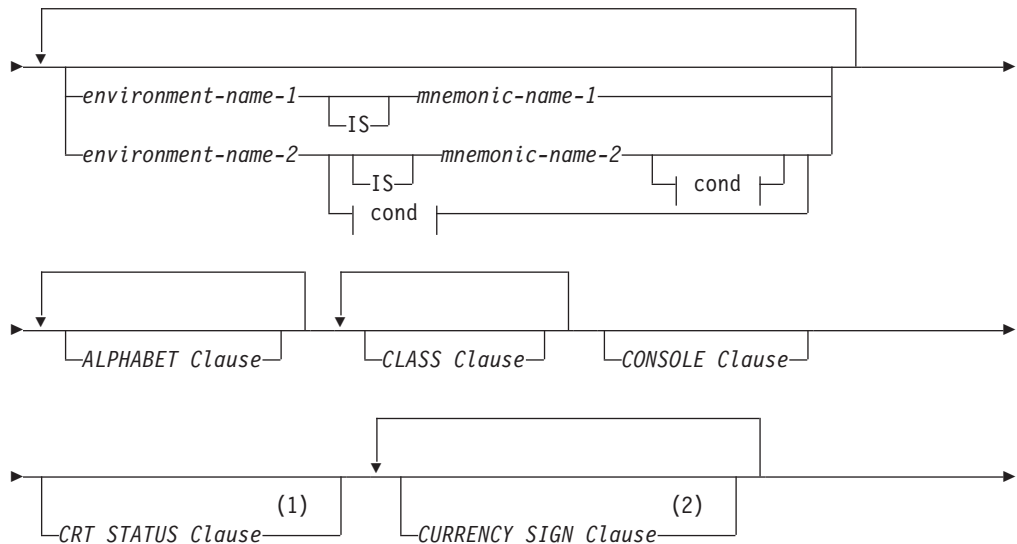 environment-name-1 IS mnemonic-name-1
environment-name-2 IS mnemonic-name-2 cond
cond
ALPHABET Clause CLASS Clause CONSOLE Clause
(1) (2)
CRT STATUS Clause CURRENCY SIGN Clause